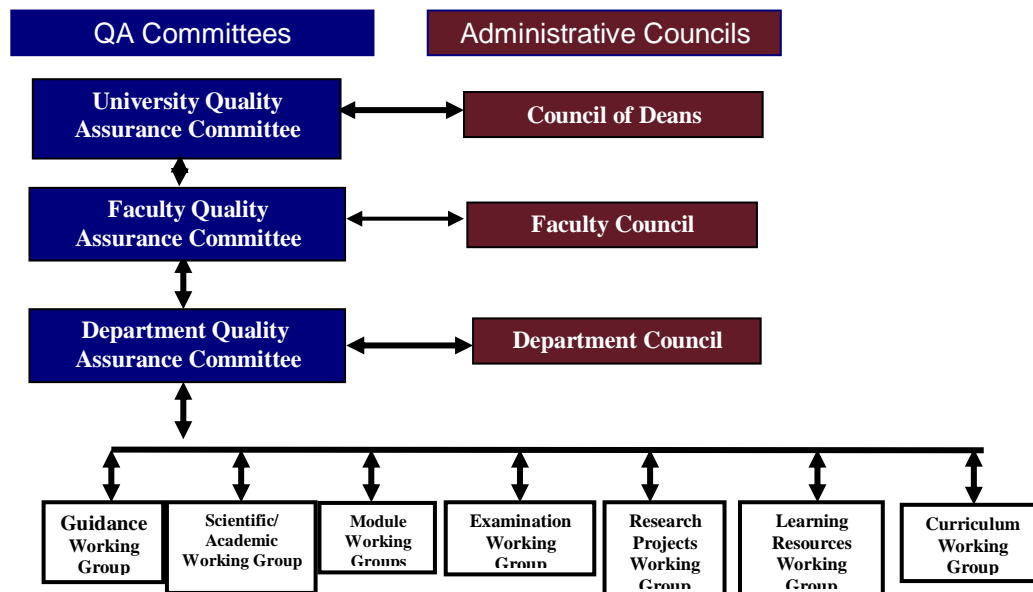 QA Committees
Administrative Councils
University Quality
Assurance Committee
Council of Deans
Faculty Quality
Assurance Committee
Faculty Council
Department Quality
Assurance Committee
Department Council
Guidance
Working
Group
Scientific/
Academic
Working Group
Module
Working
Groups
Examination
Working
Group
Research
Projects
Working
Group
Learning
Resources
Working
Group
Curriculum
Working
Group